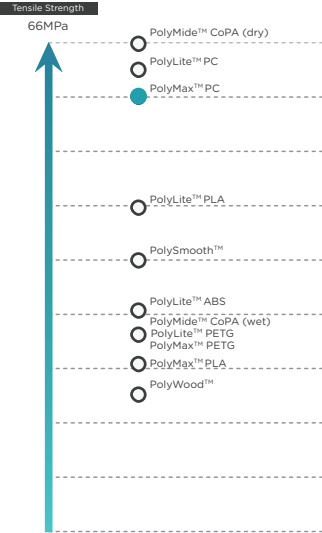 Tensile Strength
66MPa
PolyMide™ CoPA (dry)
PolyLite™ PC
PolyMax™ PC
PolyLite™ PLA
PolySmooth™
PolyLite™ ABS
PolyMide™ CoPA (wet)
PolyLite™ PETG
PolyMax™ PETG
PolyMax™ PLA
PolyWood™